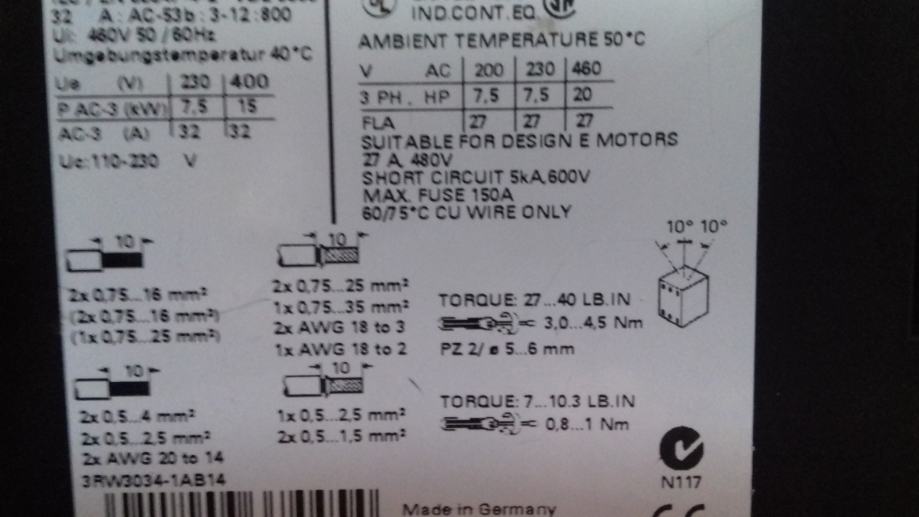 32 A : AC-53b : 3-12 : 800
Ui: 460V 50/60Hz
Umgebungstemperatur 40°C
Ue (V) 230 400
P AC-3 (kW) 7,5 15
AC-3 (A) 32 32
Uc:110-230 V
UL
IND.CONT.EQ
AMBIENT TEMPERATURE 50°C
V AC 200 230 460
3 PH. HP 7,5 7,5 20
FLA 27 27 27
SUITABLE FOR DESIGN E MOTORS
27 A, 480V
SHORT CIRCUIT 5kA,600V
MAX. FUSE 150A
60/75°C CU WIRE ONLY
10
2x 0,75...16 mm²
(2x 0,75...16 mm²)
(1x 0,75...25 mm²)
10
2x 0,75...25 mm²
1x 0,75...35 mm²
2x AWG 18 to 3
1x AWG 18 to 2
TORQUE: 27...40 LB.IN
3,0...4,5 Nm
PZ 2/ ø 5...6 mm
10° 10°
10
2x 0,5...4 mm²
2x 0,5...2,5 mm²
2x AWG 20 to 14
10
1x 0,5...2,5 mm²
2x 0,5...1,5 mm²
TORQUE: 7...10.3 LB.IN
0,8...1 Nm
3RW3034-1AB14
N117
Made in Germany
CE